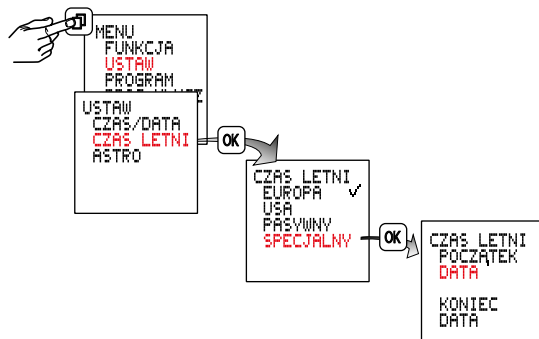 MENU
FUNKCJA
USTAW
PROGRAM
USTAW
CZAS/DATA
CZAS LETNI
ASTRO
OK
CZAS LETNI
EUROPA ✓
USA
PASYWNY
SPECJALNY
OK
CZAS LETNI
POCZĄTEK
DATA
KONIEC
DATA